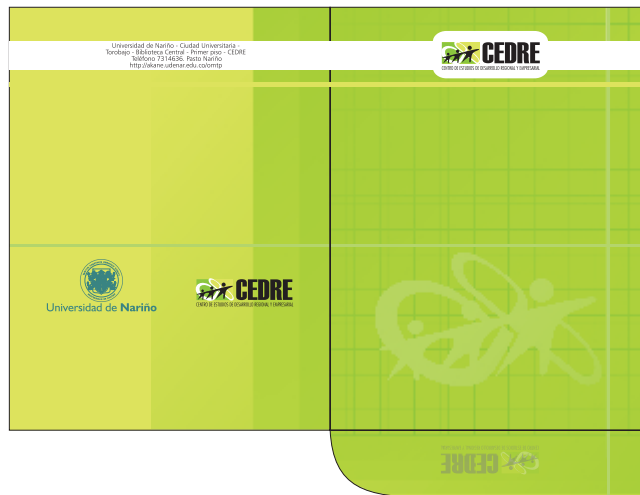 Universidad de Nariño - Ciudad Universitaria -
Torobajo - Biblioteca Central - Primer piso - CEDRE
Teléfono 7314636. Pasto Nariño
http://akane.udenar.edu.co/omtp
CEDRE
CENTRO DE ESTUDIOS DE DESARROLLO REGIONAL Y EMPRESARIAL
Universidad de Nariño
CEDRE
CENTRO DE ESTUDIOS DE DESARROLLO REGIONAL Y EMPRESARIAL
CEDRE